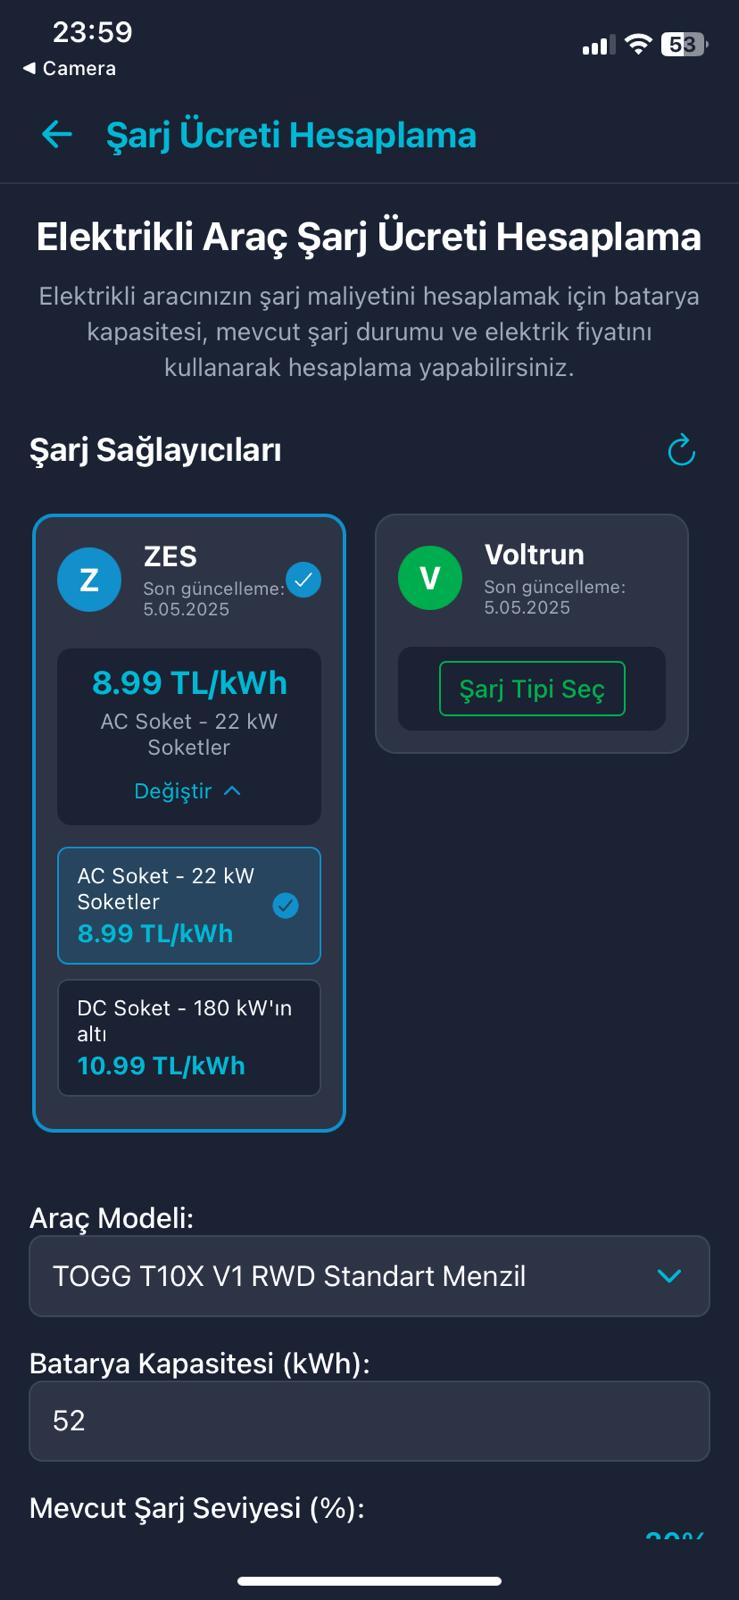 23:59
53
◀ Camera
Şarj Ücreti Hesaplama
Elektrikli Araç Şarj Ücreti Hesaplama
Elektrikli aracınızın şarj maliyetini hesaplamak için batarya
kapasitesi, mevcut şarj durumu ve elektrik fiyatını
kullanarak hesaplama yapabilirsiniz.
Şarj Sağlayıcıları
Z
ZES
Son güncelleme:
5.05.2025
8.99 TL/kWh
AC Soket - 22 kW
Soketler
Değiştir
AC Soket - 22 kW
Soketler
8.99 TL/kWh
DC Soket - 180 kW'ın
altı
10.99 TL/kWh
V
Voltrun
Son güncelleme:
5.05.2025
Şarj Tipi Seç
Araç Modeli:
TOGG T10X V1 RWD Standart Menzil
Batarya Kapasitesi (kWh):
52
Mevcut Şarj Seviyesi (%):